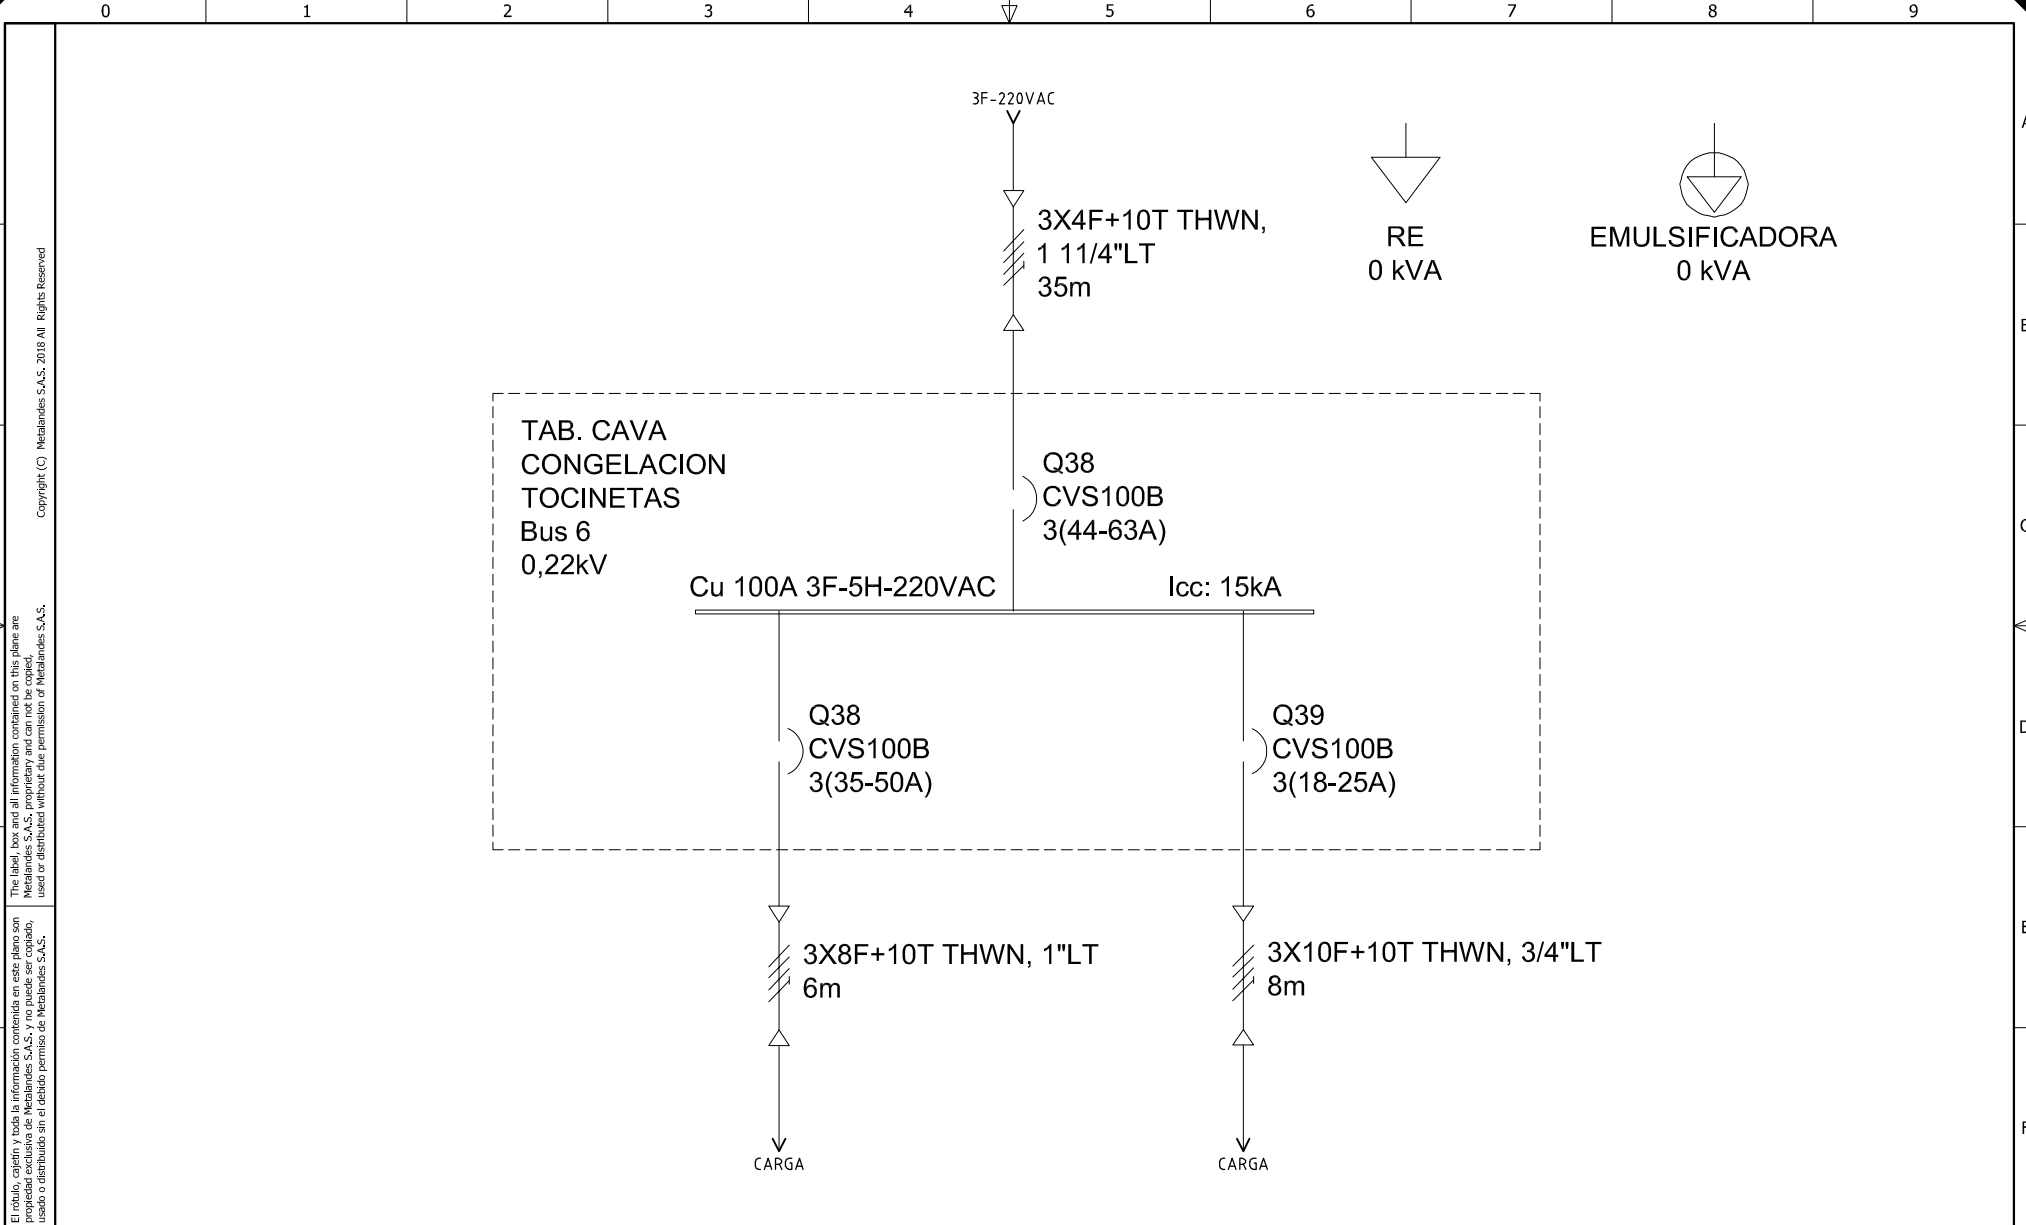 0 1 2 3 4 5 6 7 8 9
3F-220VAC
3X4F+10T THWN,
1 11/4"LT
35m
RE
0 kVA
EMULSIFICADORA
0 kVA
TAB. CAVA
CONGELACION
TOCINETAS
Bus 6
0,22kV
Q38
CVS100B
3(44-63A)
Cu 100A 3F-5H-220VAC
Icc: 15kA
Q38
CVS100B
3(35-50A)
Q39
CVS100B
3(18-25A)
3X8F+10T THWN, 1"LT
6m
3X10F+10T THWN, 3/4"LT
8m
CARGA
CARGA
Copyright (C) Metalandes S.A.S. 2018 All Rights Reserved
The label, box and all information contained on this plane are
Metalandes S.A.S. proprietary and can not be copied,
used or distributed without due permission of Metalandes S.A.S.
El rótulo, cajetín y toda la información contenida en este plano son
propiedad exclusiva de Metalandes S.A.S. y no puede ser copiado,
usado o distribuido sin el debido permiso de Metalandes S.A.S.